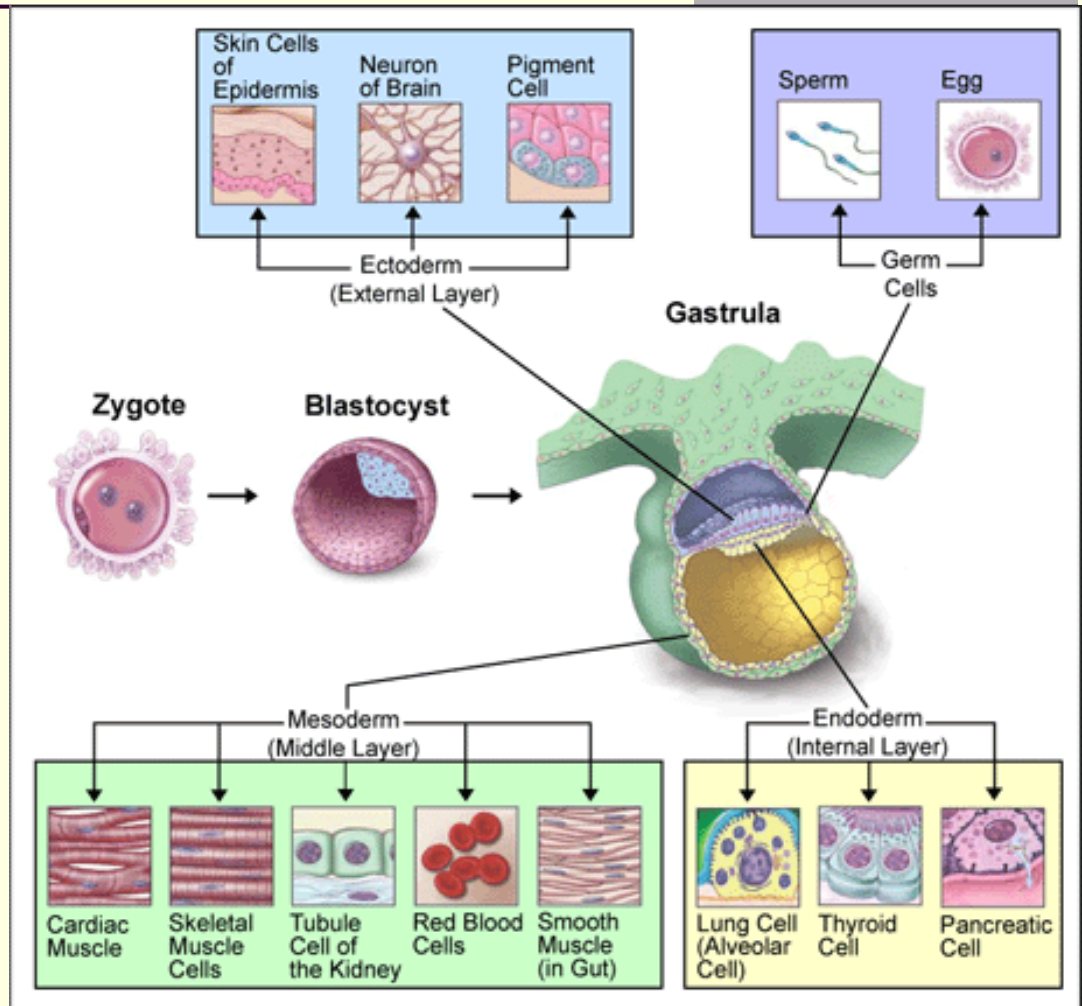 Skin Cells
of
Epidermis
Neuron
of Brain
Pigment
Cell
Sperm
Egg
Ectoderm
(External Layer)
Germ
Cells
Gastrula
Zygote
Blastocyst
Mesoderm
(Middle Layer)
Endoderm
(Internal Layer)
Cardiac
Muscle
Skeletal
Muscle
Cells
Tubule
Cell of
the Kidney
Red Blood
Cells
Smooth
Muscle
(in Gut)
Lung Cell
(Alveolar
Cell)
Thyroid
Cell
Pancreatic
Cell